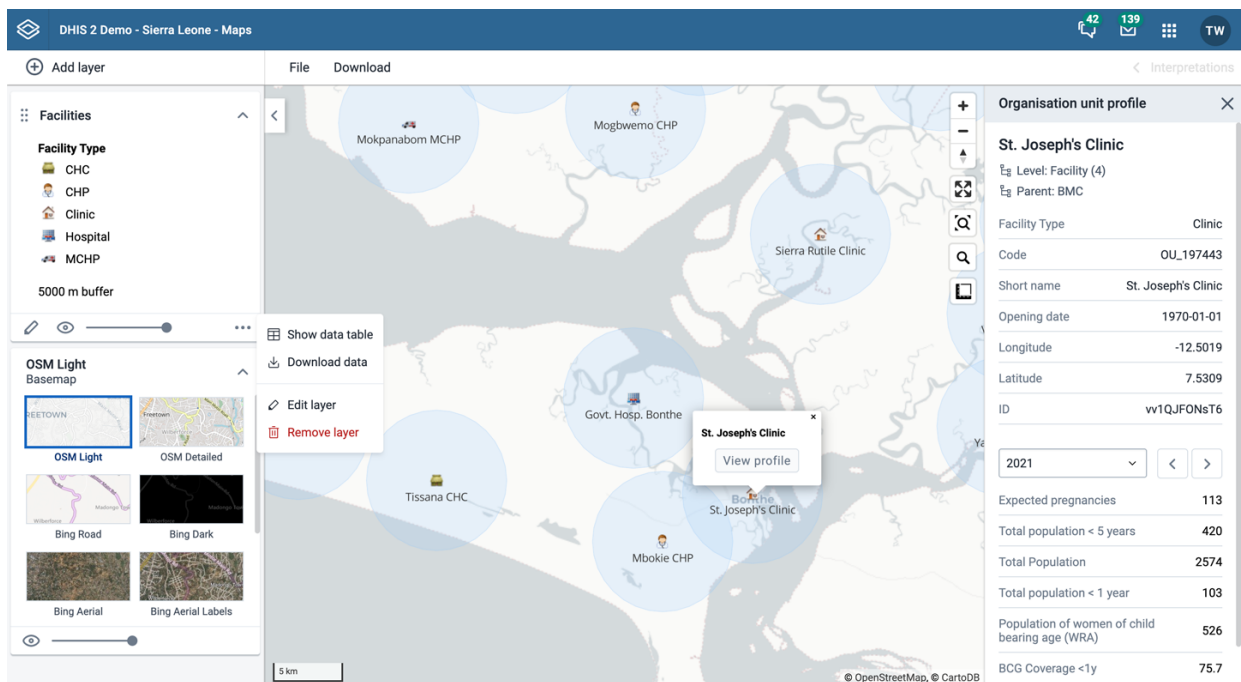 DHIS 2 Demo - Sierra Leone - Maps
42
139
TW
Add layer
File
Download
Interpretations
Facilities
Facility Type
CHC
CHP
Clinic
Hospital
MCHP
5000 m buffer
Show data table
Download data
Edit layer
Remove layer
OSM Light
Basemap
REETOWN
Freetown
Wilberforce
OSM Light
OSM Detailed
Wilberforce
Bing Road
Bing Dark
Bing Aerial
Bing Aerial Labels
Mokpanabom MCHP
Mogbwemo CHP
Sierra Rutile Clinic
Govt. Hosp. Bonthe
St. Joseph's Clinic
View profile
Tissana CHC
Bonthe
St. Joseph's Clinic
Mbokie CHP
Ya
5 km
© OpenStreetMap, © CartoDB
Organisation unit profile
St. Joseph's Clinic
Level: Facility (4)
Parent: BMC
Facility Type Clinic
Code OU_197443
Short name St. Joseph's Clinic
Opening date 1970-01-01
Longitude -12.5019
Latitude 7.5309
ID vv1QJFONsT6
2021
Expected pregnancies 113
Total population < 5 years 420
Total Population 2574
Total population < 1 year 103
Population of women of child
bearing age (WRA) 526
BCG Coverage <1y 75.7